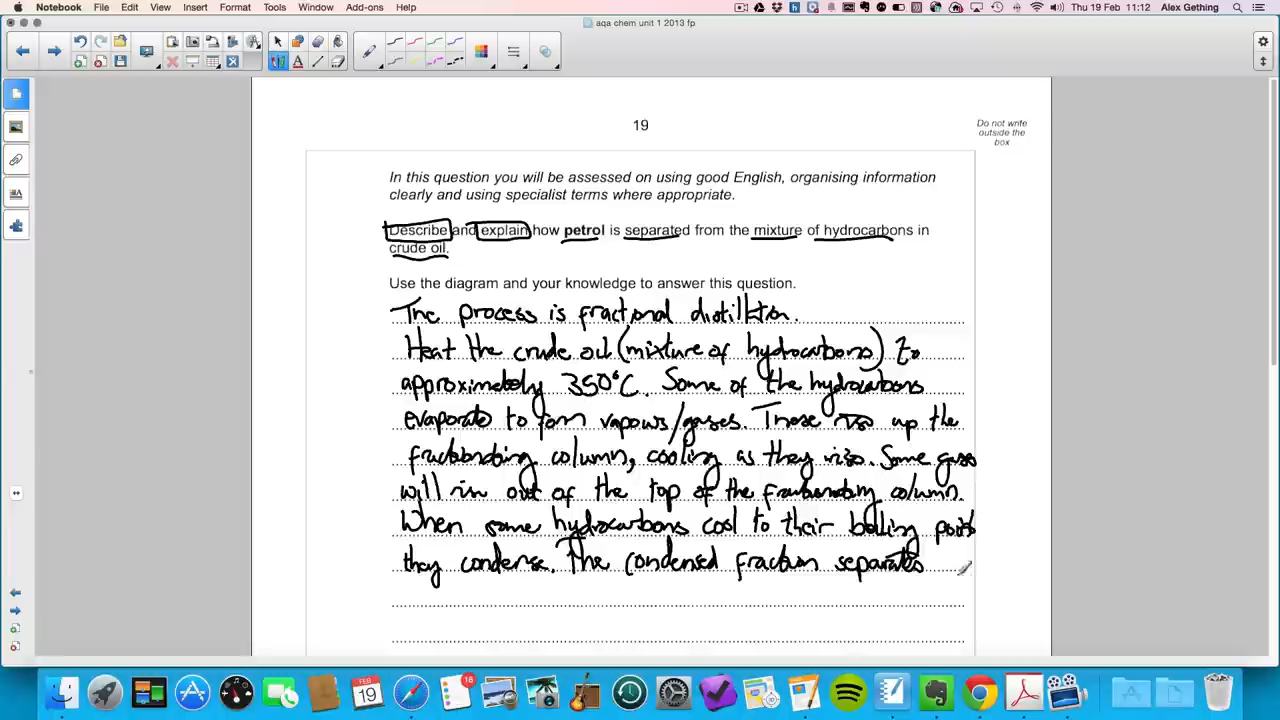 Notebook File Edit View Insert Format Tools Window Add-ons Help Thu 19 Feb 11:12 Alex Gething
aqa chem unit 1 2013 fp
19
Do not write
outside the
box
In this question you will be assessed on using good English, organising information
clearly and using specialist terms where appropriate.
Describe and explain how petrol is separated from the mixture of hydrocarbons in
crude oil.
Use the diagram and your knowledge to answer this question.
The process is fractional distillation.
Heat the crude oil (mixture of hydrocarbons) to
approximately 350°C. Some of the hydrocarbons
evaporate to form vapours/gases. These rise up the
fractionating column, cooling as they rise. Some gases
will rise out of the top of the fractionating column.
When some hydrocarbons cool to their boiling points
they condense. The condensed fraction separates
FEB
19
18